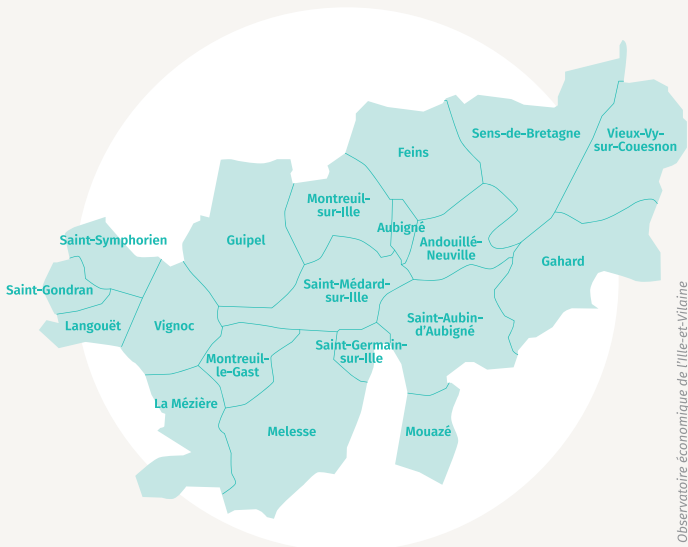 Sens-de-Bretagne
Vieux-Vy-
sur-Couesnon
Feins
Montreuil-
sur-Ille
Aubigné
Andouillé-
Neuville
Saint-Symphorien
Guipel
Gahard
Saint-Gondran
Saint-Médard-
sur-Ille
Langouët
Vignoc
Saint-Aubin-
d'Aubigné
Saint-Germain-
sur-Ille
Montreuil-
le-Gast
La Mézière
Melesse
Mouazé
Observatoire économique de l'Ille-et-Vilaine